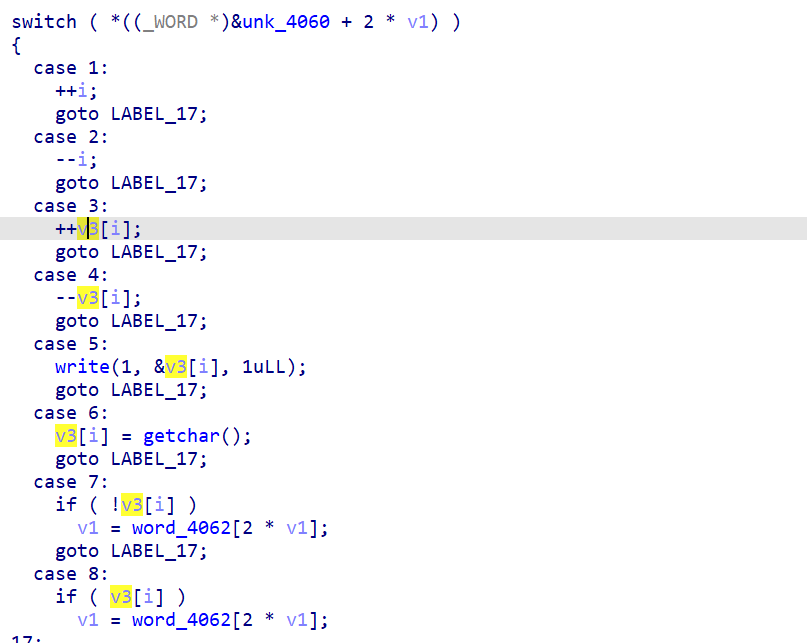 switch ( *((_WORD *)&unk_4060 + 2 * v1) )
{
case 1:
++i;
goto LABEL_17;
case 2:
--i;
goto LABEL_17;
case 3:
++v3[i];
goto LABEL_17;
case 4:
--v3[i];
goto LABEL_17;
case 5:
write(1, &v3[i], 1uLL);
goto LABEL_17;
case 6:
v3[i] = getchar();
goto LABEL_17;
case 7:
if ( !v3[i] )
v1 = word_4062[2 * v1];
goto LABEL_17;
case 8:
if ( v3[i] )
v1 = word_4062[2 * v1];
17: